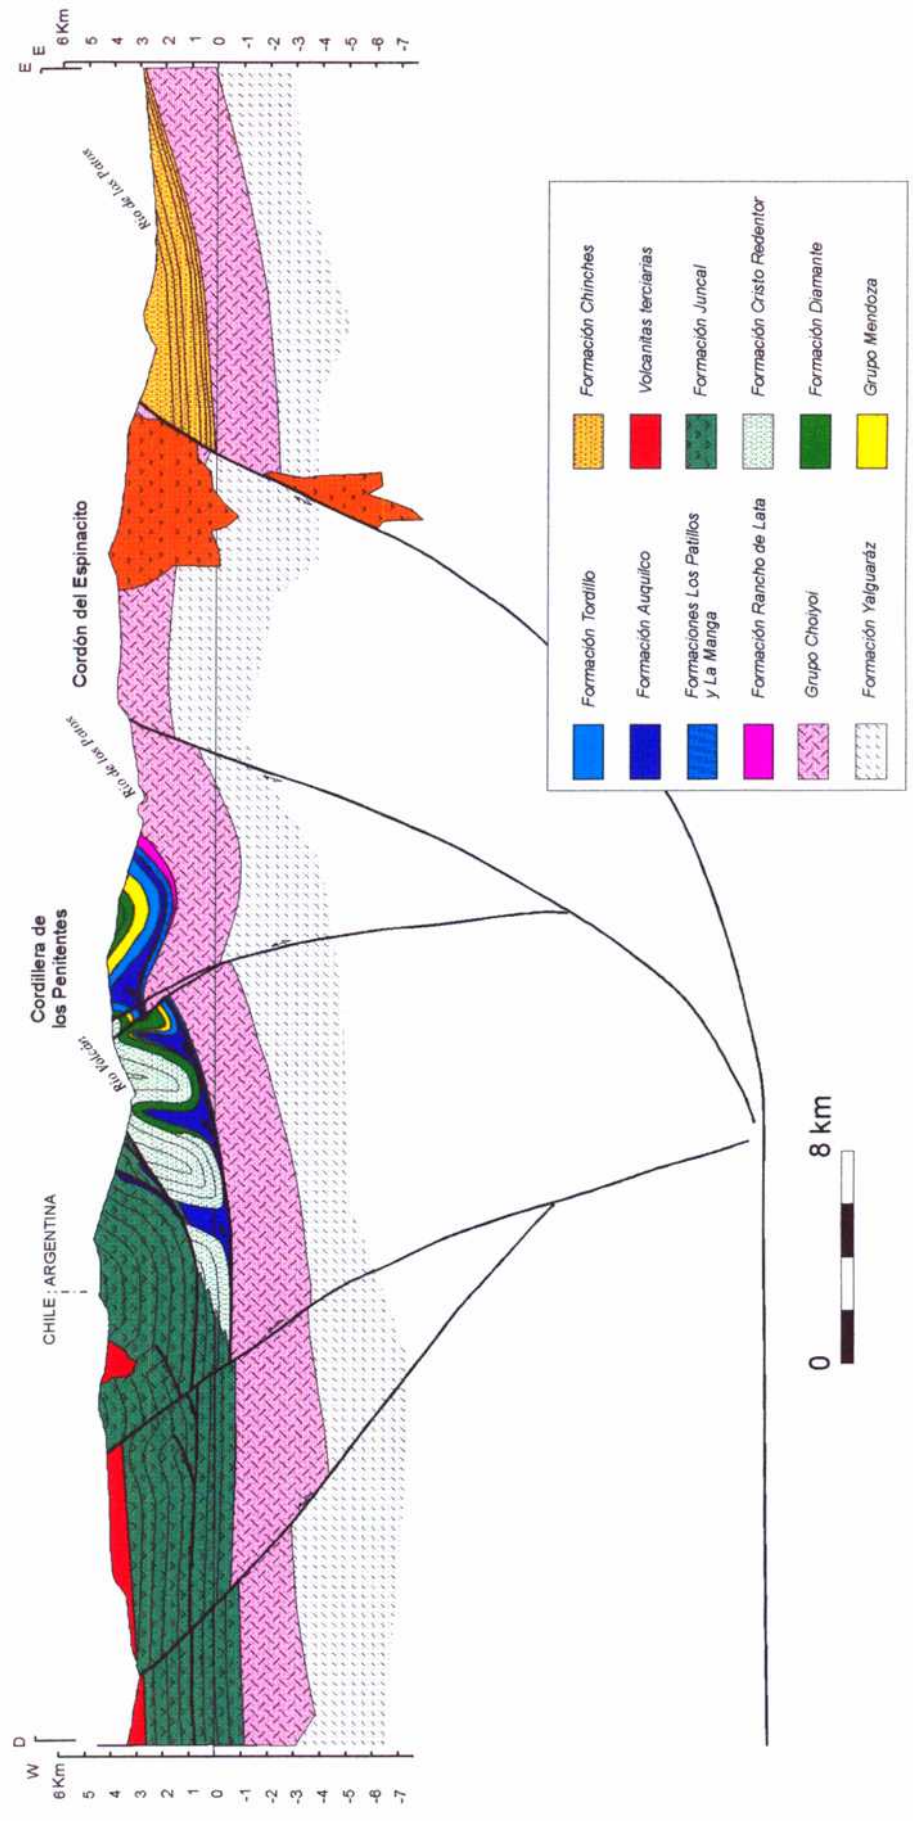 D
W
E
E
6 Km
5
4
3
2
1
0
-1
-2
-3
-4
-5
-6
-7
CHILE : ARGENTINA
Río Volcán
Cordillera de
los Penitentes
Río de los Patos
Cordón del Espinacito
Río de los Patos
6 Km
5
4
3
2
1
0
-1
-2
-3
-4
-5
-6
-7
0
8 km
Formación Tordillo
Formación Auquilco
Formaciones Los Patillos
y La Manga
Formación Rancho de Lata
Grupo Choiyoi
Formación Yalguaráz
Formación Chinches
Volcanitas terciarias
Formación Juncal
Formación Cristo Redentor
Formación Diamante
Grupo Mendoza